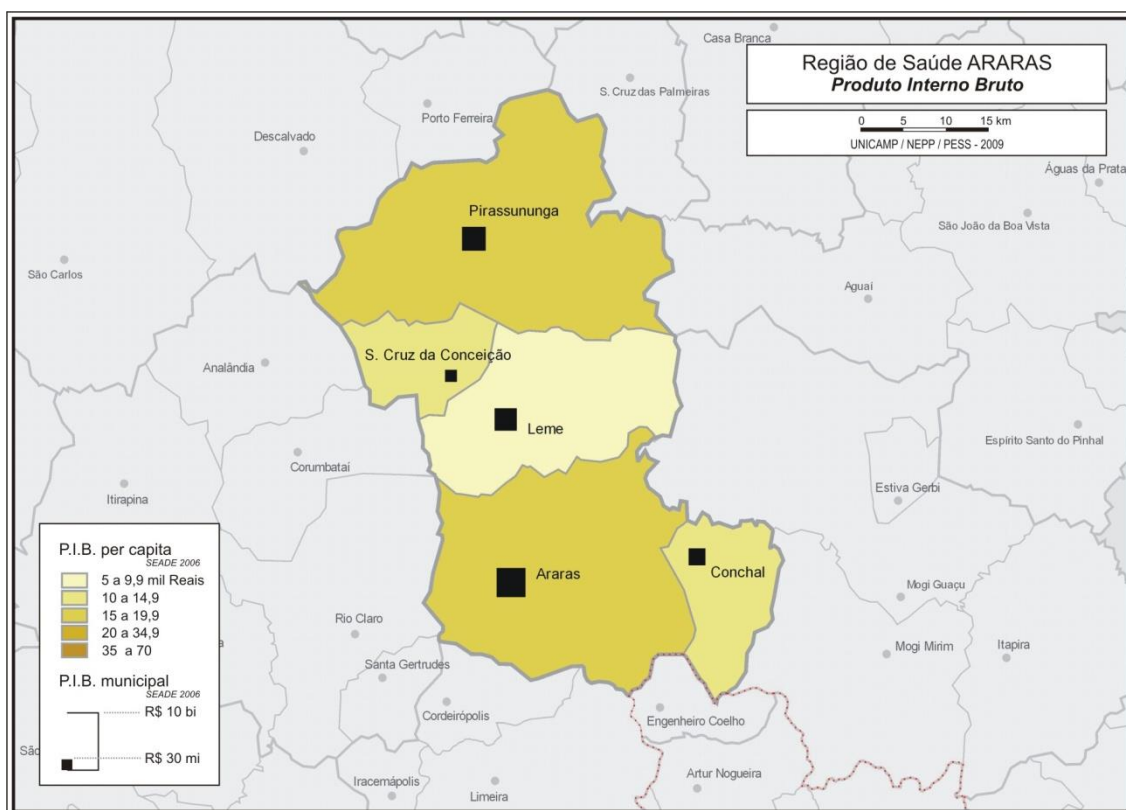 Casa Branca
Região de Saúde ARARAS
Produto Interno Bruto
0 5 10 15 km
UNICAMP / NEPP / PESS - 2009
S. Cruz das Palmeiras
Porto Ferreira
Descalvado
Águas da Prata
Pirassununga
São João da Boa Vista
São Carlos
Aguaí
S. Cruz da Conceição
Analândia
Leme
Espírito Santo do Pinhal
Corumbataí
Itirapina
Estiva Gerbi
P.I.B. per capita
SEADE 2006
5 a 9,9 mil Reais
10 a 14,9
15 a 19,9
20 a 34,9
35 a 70
P.I.B. municipal
SEADE 2006
R$ 10 bi
R$ 30 mi
Araras
Conchal
Mogi Guaçu
Rio Claro
Mogi Mirim
Itapira
Santa Gertrudes
Cordeirópolis
Engenheiro Coelho
Iracemápolis
Limeira
Artur Nogueira